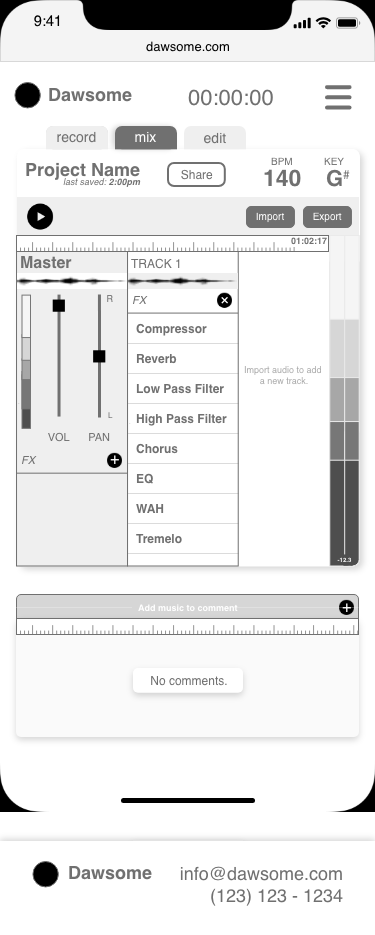 9:41
dawsome.com
Dawsome
00:00:00
record
mix
edit
Project Name
last saved: 2:00pm
Share
BPM
140
KEY
G#
Import
Export
01:02:17
Master
TRACK 1
FX
R
L
VOL
PAN
FX
Compressor
Reverb
Low Pass Filter
High Pass Filter
Chorus
EQ
WAH
Tremelo
Import audio to add
a new track.
-12.3
Add music to comment
No comments.
Dawsome
info@dawsome.com
(123) 123 - 1234